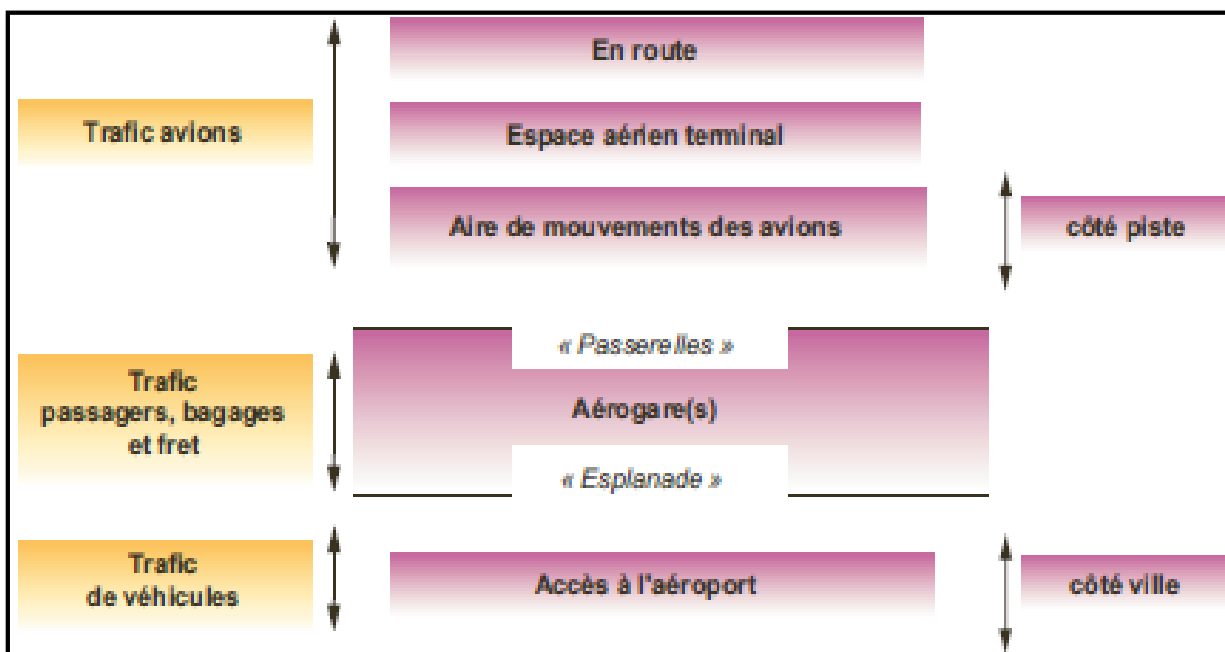 En route
Trafic avions
Espace aérien terminal
Aire de mouvements des avions
côté piste
« Passerelles »
Trafic
passagers, bagages
et fret
Aérogare(s)
« Esplanade »
Trafic
de véhicules
Accès à l'aéroport
côté ville